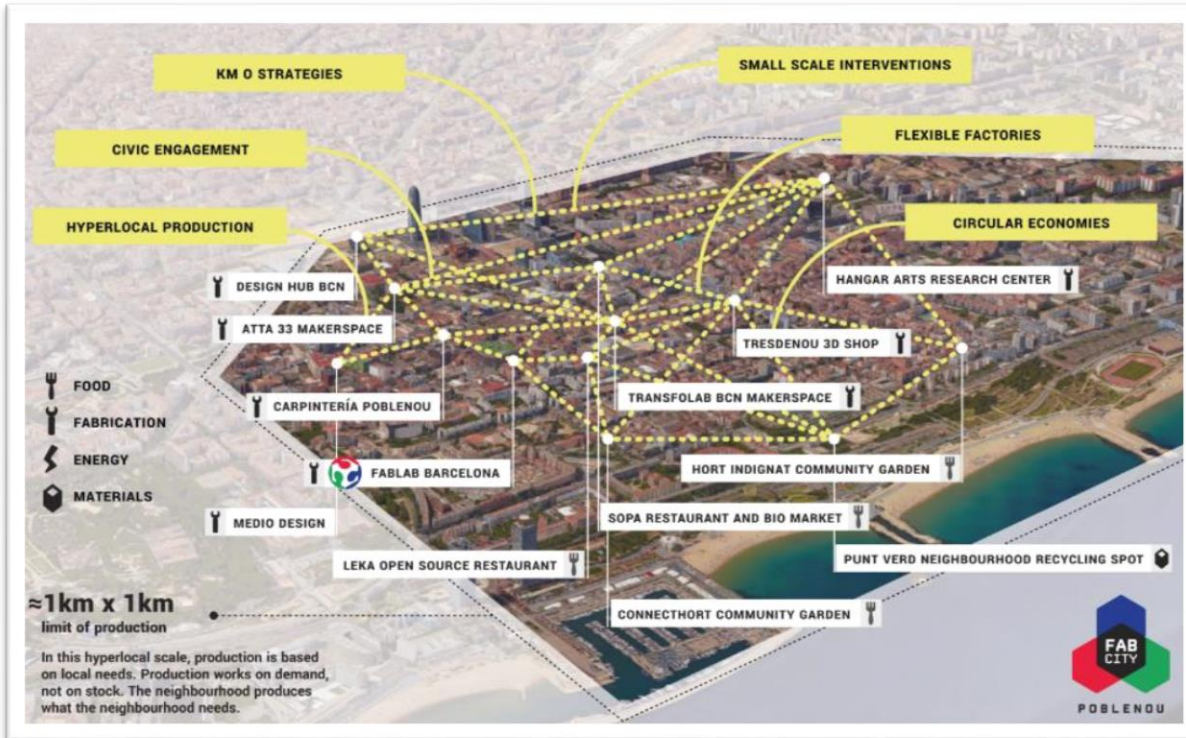 KM 0 STRATEGIES
SMALL SCALE INTERVENTIONS
CIVIC ENGAGEMENT
FLEXIBLE FACTORIES
HYPERLOCAL PRODUCTION
CIRCULAR ECONOMIES
DESIGN HUB BCN
HANGAR ARTS RESEARCH CENTER
ATTA 33 MAKERSPACE
TRESDENOU 3D SHOP
CARPINTERÍA POBLENOU
TRANSFOLAB BCN MAKERSPACE
FABLAB BARCELONA
HORT INDIGNAT COMMUNITY GARDEN
MEDIO DESIGN
SOPA RESTAURANT AND BIO MARKET
LEKA OPEN SOURCE RESTAURANT
PUNT VERD NEIGHBOURHOOD RECYCLING SPOT
CONNECTHORT COMMUNITY GARDEN
FOOD
FABRICATION
ENERGY
MATERIALS
≈1km x 1km
limit of production
In this hyperlocal scale, production is based
on local needs. Production works on demand,
not on stock. The neighbourhood produces
what the neighbourhood needs.
FAB
CITY
POBLENOU